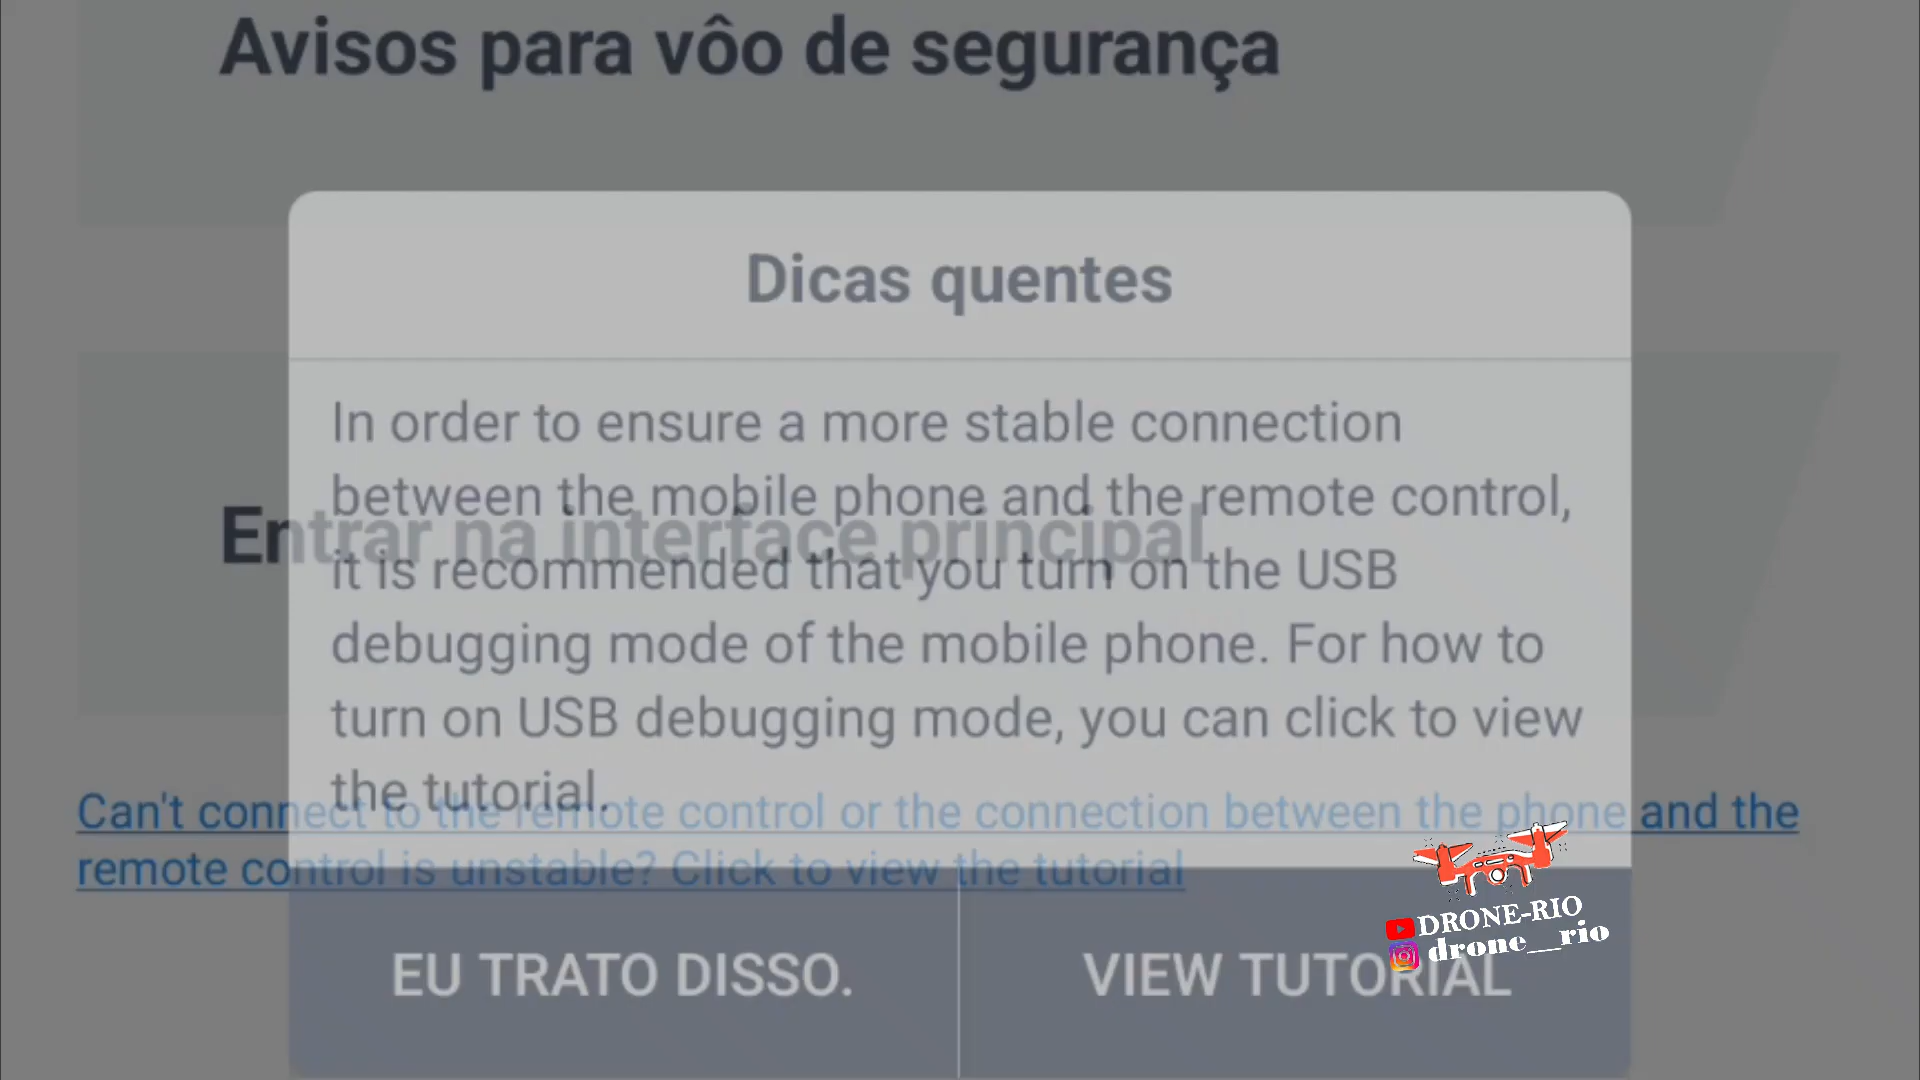 Avisos para vôo de segurança
Dicas quentes
In order to ensure a more stable connection
between the mobile phone and the remote control,
Entrar na interface principal
it is recommended that you turn on the USB
debugging mode of the mobile phone. For how to
turn on USB debugging mode, you can click to view
the tutorial.
Can't connect to the remote control or the connection between the phone and the
remote control is unstable? Click to view the tutorial
DRONE-RIO
drone__rio
EU TRATO DISSO.
VIEW TUTORIAL